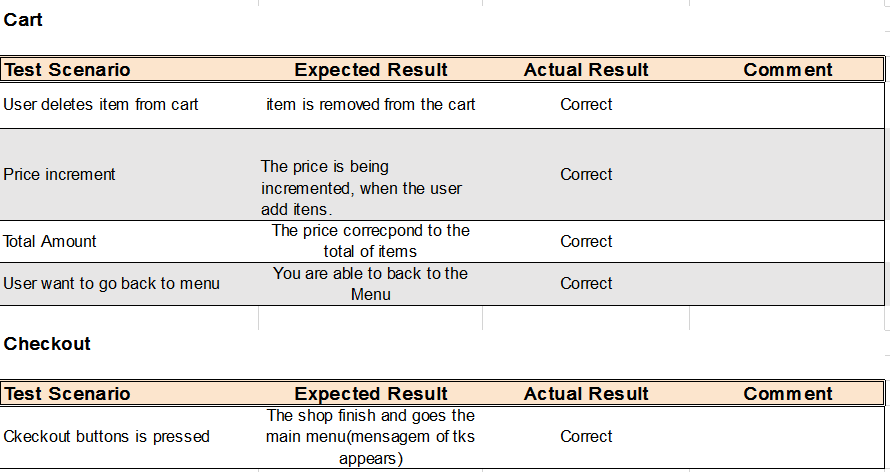 Cart
Test Scenario Expected Result Actual Result Comment
User deletes item from cart item is removed from the cart Correct
The price is being
Price increment incremented, when the user Correct
add itens.
Total Amount The price correcpond to the Correct
total of items
User want to go back to menu You are able to back to the Correct
Menu
Checkout
Test Scenario Expected Result Actual Result Comment
The shop finish and goes the
Ckeckout buttons is pressed main menu(mensagem of tks Correct
appears)